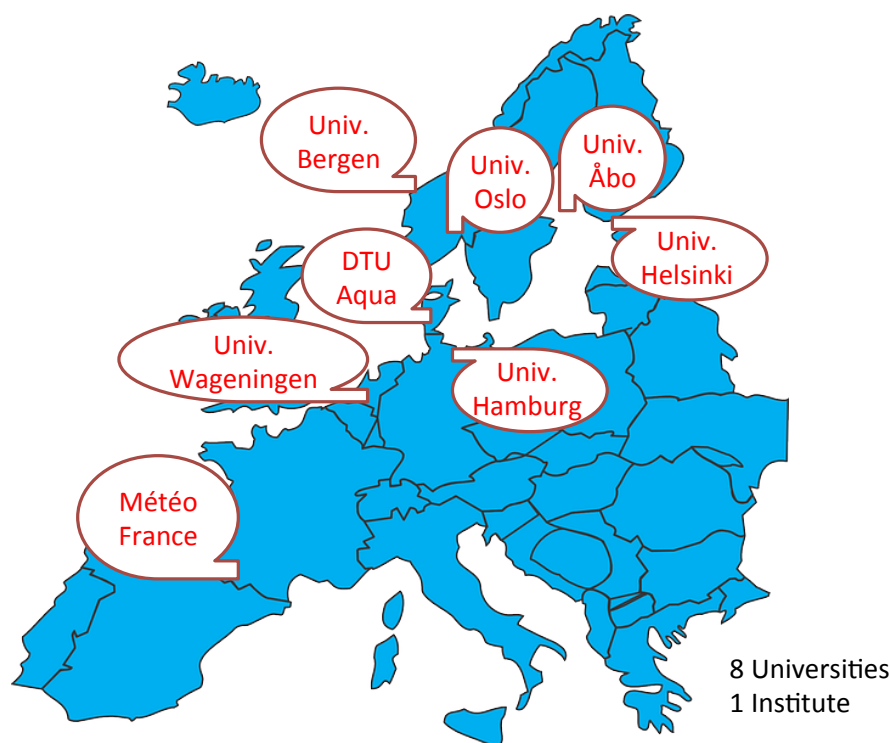 Univ.
Bergen
Univ.
Oslo
Univ.
Åbo
Univ.
Helsinki
DTU
Aqua
Univ.
Wageningen
Univ.
Hamburg
Météo
France
8 Universities
1 Institute